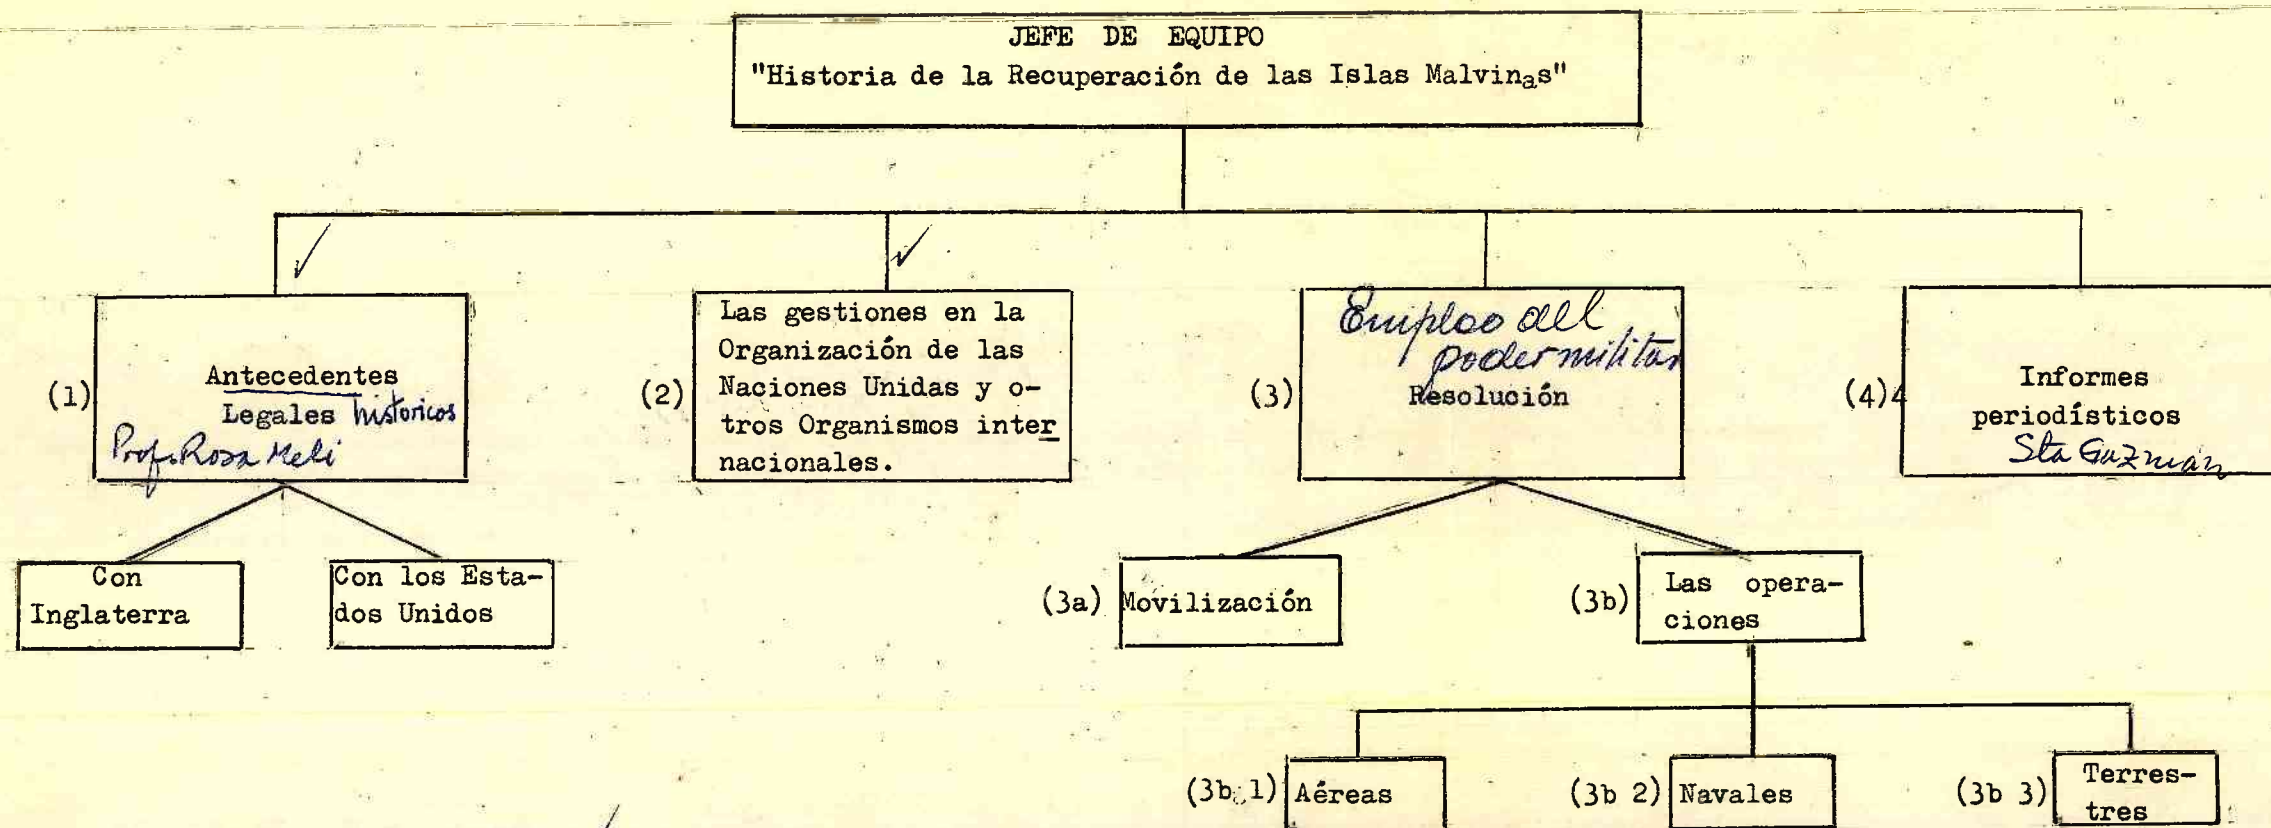 JEFE DE EQUIPO
"Historia de la Recuperación de las Islas Malvinas"
(1)
Antecedentes
Legales historicos
Prof. Rosa Meli
(2)
Las gestiones en la
Organización de las
Naciones Unidas y o-
tros Organismos inter
nacionales.
(3)
Empleo del
poder militar
Resolución
(4)
Informes
periodísticos
Sta Guzmán
Con
Inglaterra
Con los Esta-
dos Unidos
(3a) Movilización
(3b)
Las opera-
ciones
(3b 1) Aéreas
(3b 2) Navales
(3b 3)
Terres-
tres